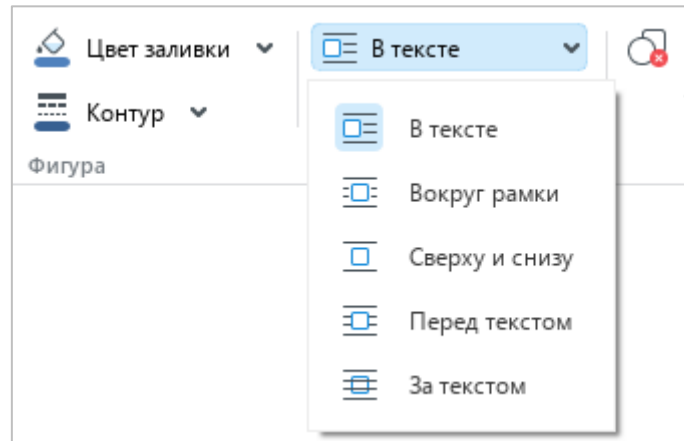 Цвет заливки
В тексте
Контур
Фигура
В тексте
Вокруг рамки
Сверху и снизу
Перед текстом
За текстом